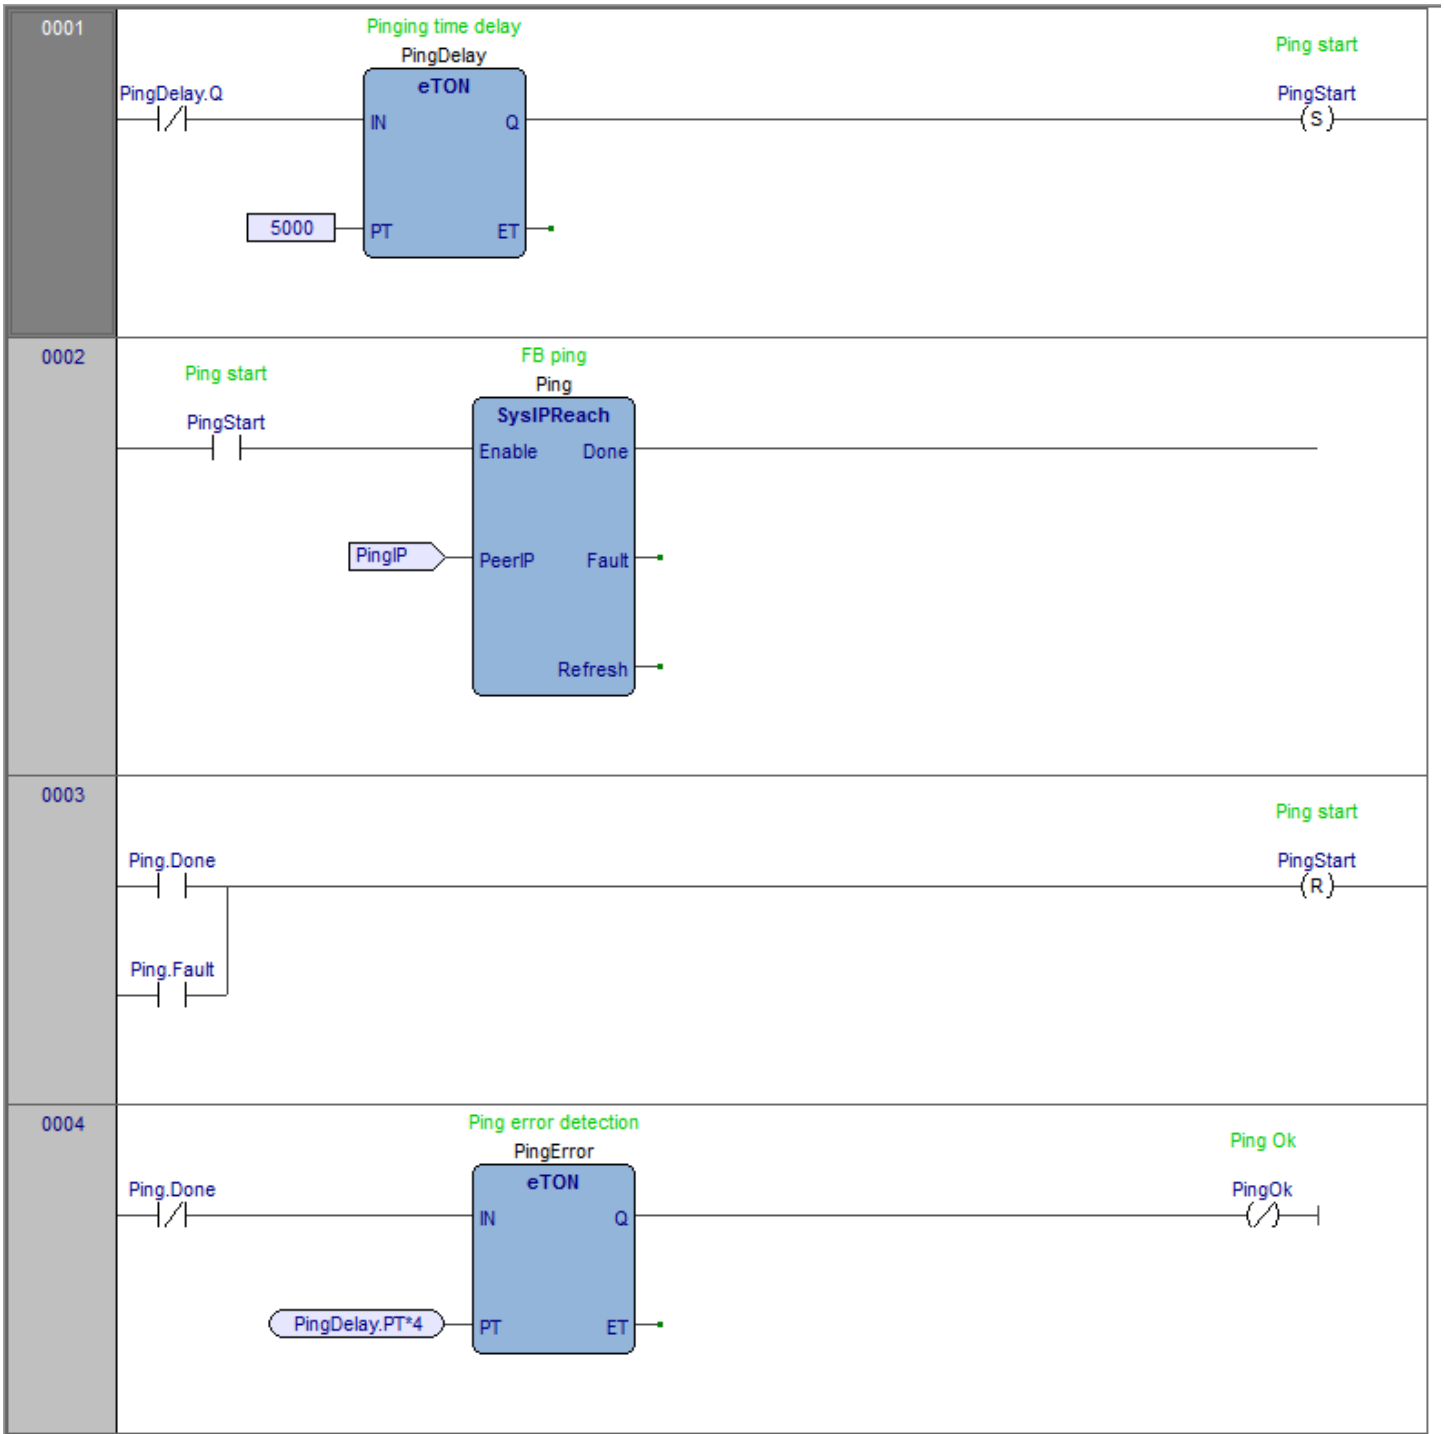 0001
Pinging time delay
PingDelay
Ping start
PingDelay.Q
eTON
PingStart
IN
Q
S
5000
PT
ET
0002
FB ping
Ping start
Ping
PingStart
SysIPReach
Enable
Done
PingIP
PeerIP
Fault
Refresh
0003
Ping start
Ping.Done
PingStart
R
Ping.Fault
0004
Ping error detection
Ping Ok
PingError
Ping.Done
eTON
PingOk
IN
Q
PingDelay.PT*4
PT
ET